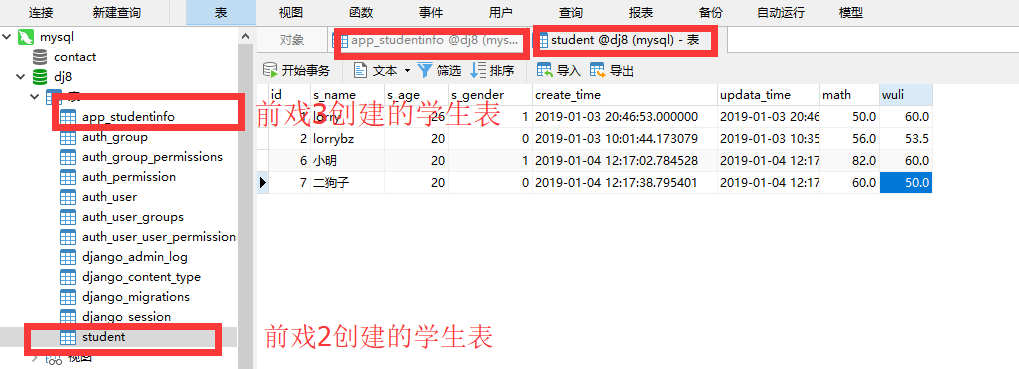 连接 新建查询 表 视图 函数 事件 用户 查询 报表 备份 自动运行 模型
mysql
contact
dj8
表
app_studentinfo
auth_group
auth_group_permissions
auth_permission
auth_user
auth_user_groups
auth_user_user_permission
django_admin_log
django_content_type
django_migrations
django_session
student
视图
对象 app_studentinfo @dj8 (mys... student @dj8 (mysql) - 表
开始事务 文本 筛选 排序 导入 导出
id s_name s_age s_gender create_time updata_time math wuli
1 lorry 26 1 2019-01-03 20:46:53.000000 2019-01-03 20:46 50.0 60.0
2 lorrybz 20 0 2019-01-03 10:01:44.173079 2019-01-03 10:35 56.0 53.5
6 小明 20 1 2019-01-04 12:17:02.784528 2019-01-04 12:17 82.0 60.0
7 二狗子 20 0 2019-01-04 12:17:38.795401 2019-01-04 12:17 60.0 50.0
前戏3创建的学生表
前戏2创建的学生表